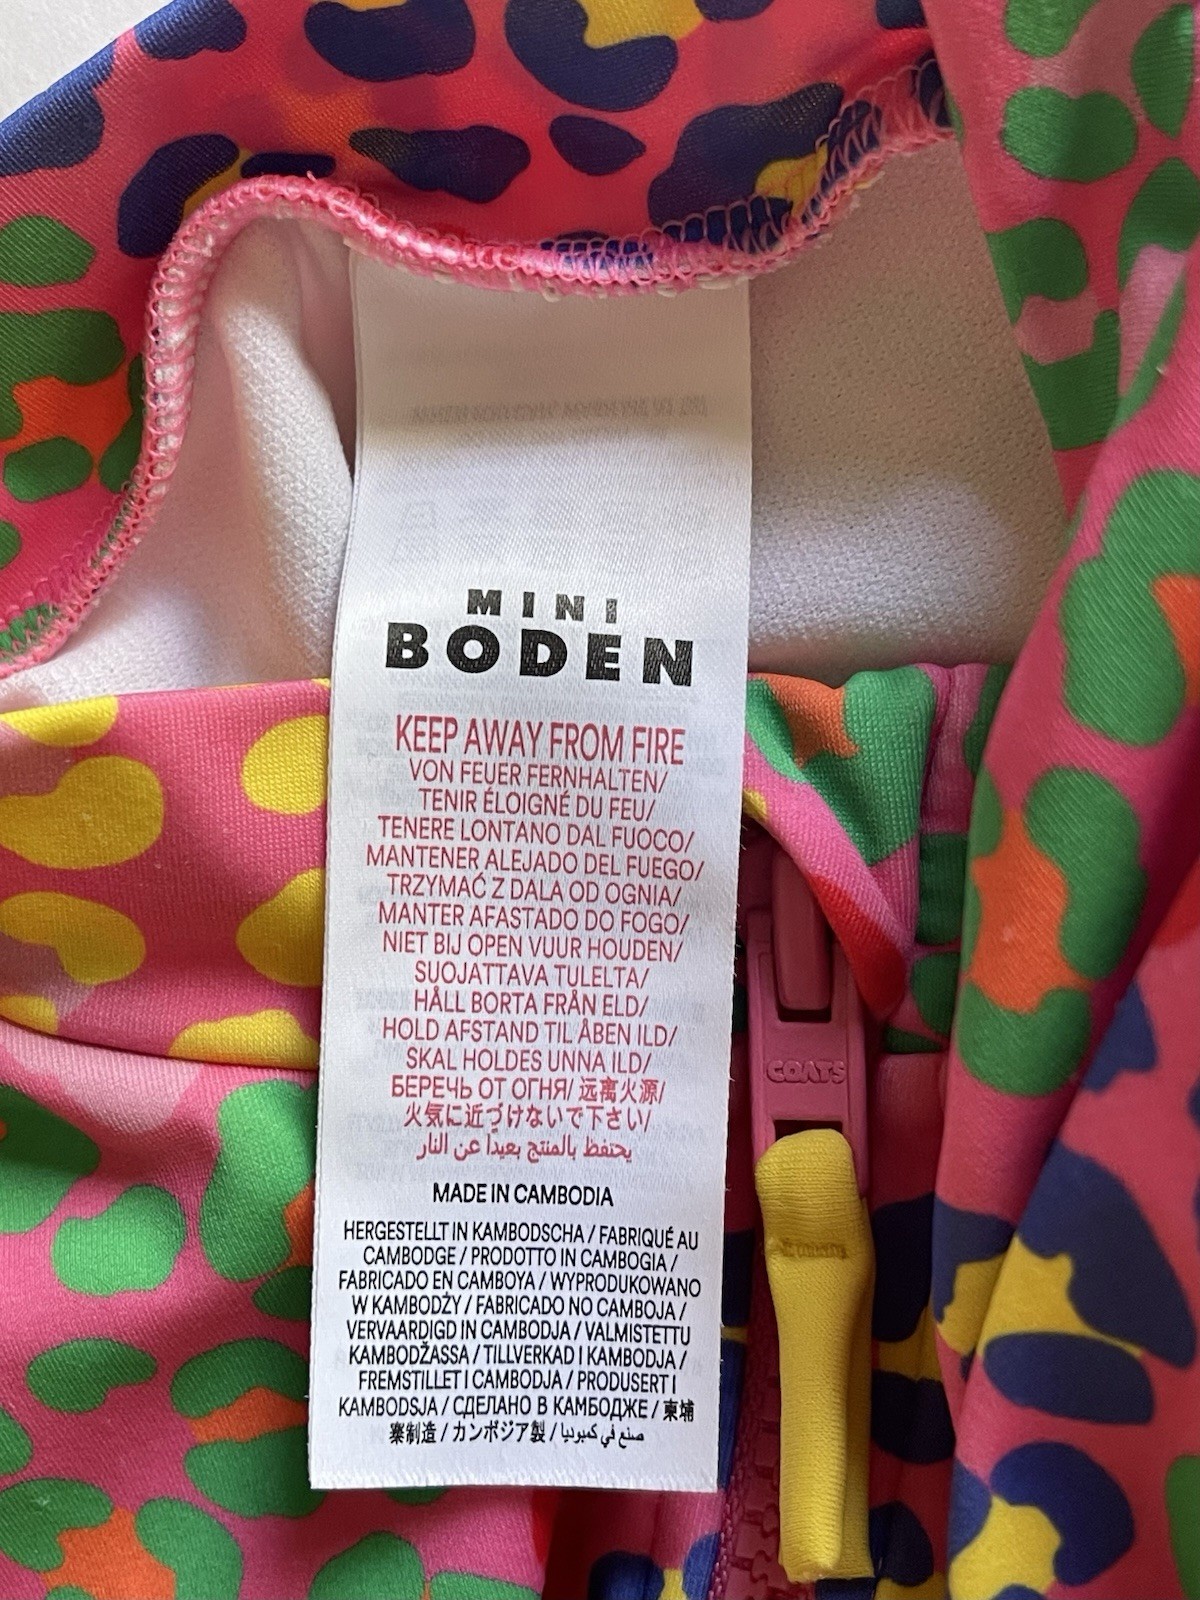 MINI
BODEN
KEEP AWAY FROM FIRE
VON FEUER FERNHALTEN/
TENIR ÉLOIGNÉ DU FEU/
TENERE LONTANO DAL FUOCO/
MANTENER ALEJADO DEL FUEGO/
TRZYMAĆ Z DALA OD OGNIA/
MANTER AFASTADO DO FOGO/
NIET BIJ OPEN VUUR HOUDEN/
SUOJATTAVA TULELTA/
HÅLL BORTA FRÅN ELD/
HOLD AFSTAND TIL ÅBEN ILD/
SKAL HOLDES UNNA ILD/
БЕРЕЧЬ ОТ ОГНЯ/ 远离火源/
火気に近づけないで下さい/
يحتفظ بالمنتج بعيداً عن النار
MADE IN CAMBODIA
HERGESTELLT IN KAMBODSCHA / FABRIQUÉ AU
CAMBODGE / PRODOTTO IN CAMBOGIA /
FABRICADO EN CAMBOYA / WYPRODUKOWANO
W KAMBODŻY / FABRICADO NO CAMBOJA /
VERVAARDIGD IN CAMBODJA / VALMISTETTU
KAMBODŽASSA / TILLVERKAD I KAMBODJA /
FREMSTILLET I CAMBODJA / PRODUSERT I
KAMBODSJA / СДЕЛАНО В КАМБОДЖЕ / 柬埔
寨制造 / カンボジア製 / صنع في كمبوديا
COATS